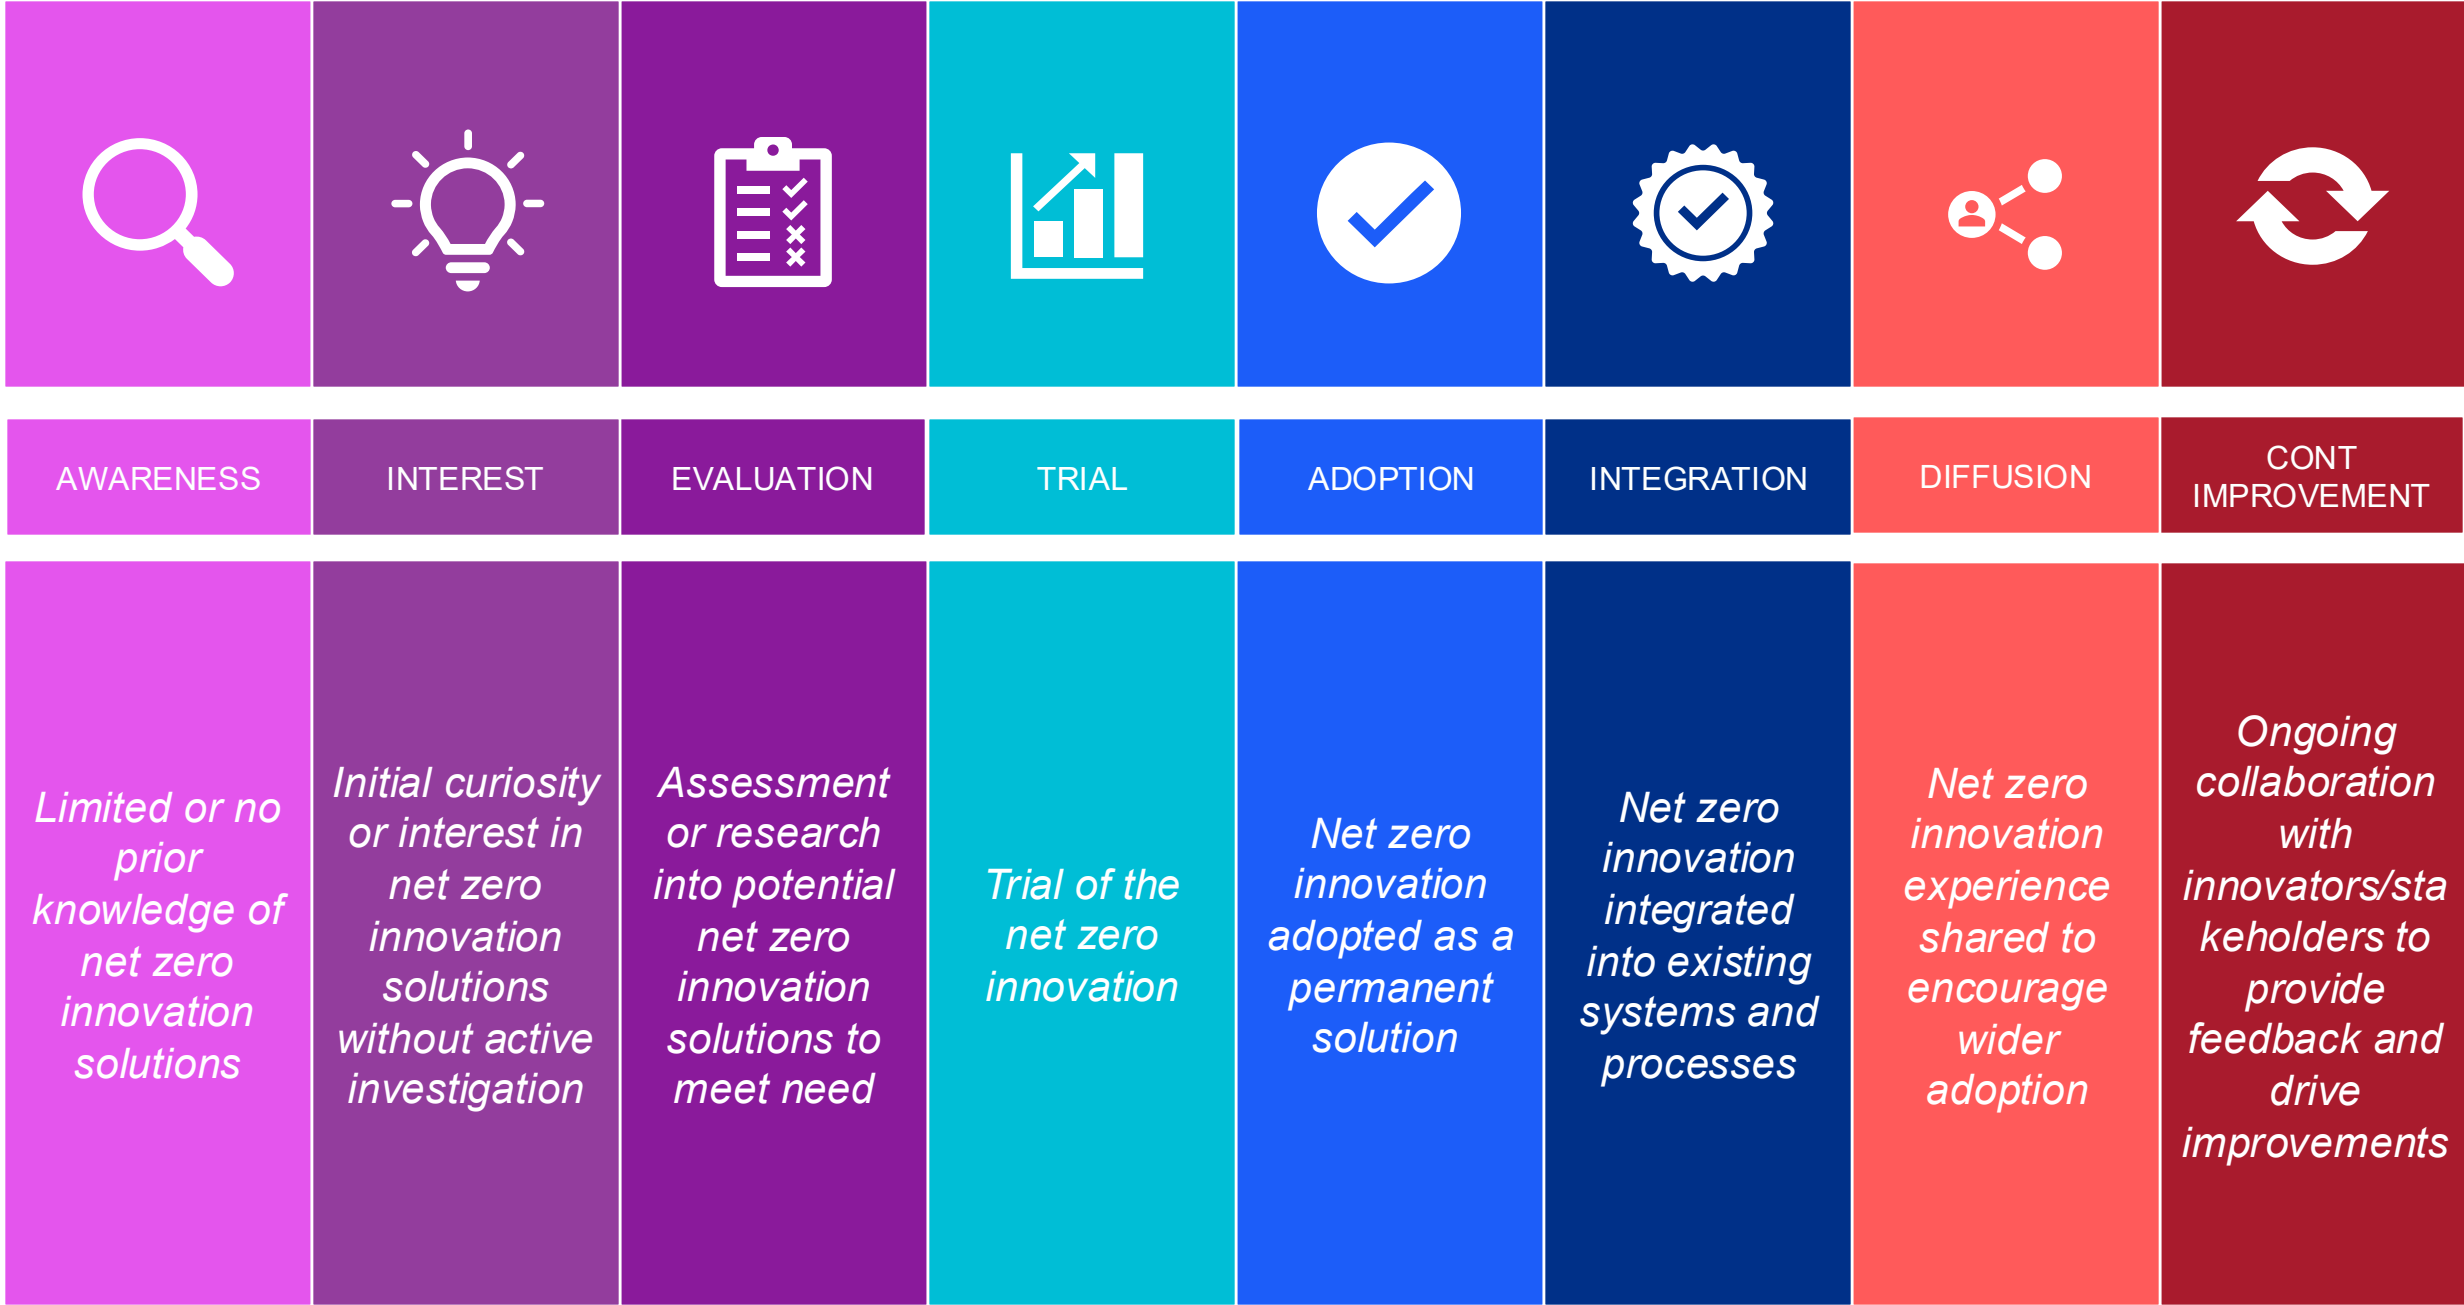 AWARENESS
INTEREST
EVALUATION
TRIAL
ADOPTION
INTEGRATION
DIFFUSION
CONT
IMPROVEMENT
Limited or no
prior
knowledge of
net zero
innovation
solutions
Initial curiosity
or interest in
net zero
innovation
solutions
without active
investigation
Assessment
or research
into potential
net zero
innovation
solutions to
meet need
Trial of the
net zero
innovation
Net zero
innovation
adopted as a
permanent
solution
Net zero
innovation
integrated
into existing
systems and
processes
Net zero
innovation
experience
shared to
encourage
wider
adoption
Ongoing
collaboration
with
innovators/sta
keholders to
provide
feedback and
drive
improvements